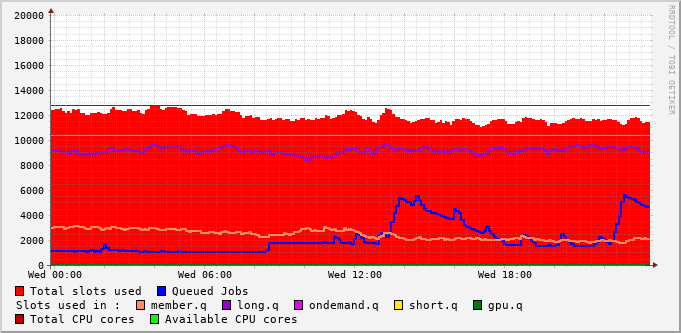 20000
18000
16000
14000
12000
10000
8000
6000
4000
2000
0
Wed 00:00 Wed 06:00 Wed 12:00 Wed 18:00
RRDTOOL / TOBI OETIKER
Total slots used Queued Jobs
Slots used in : member.q long.q ondemand.q short.q gpu.q
Total CPU cores Available CPU cores